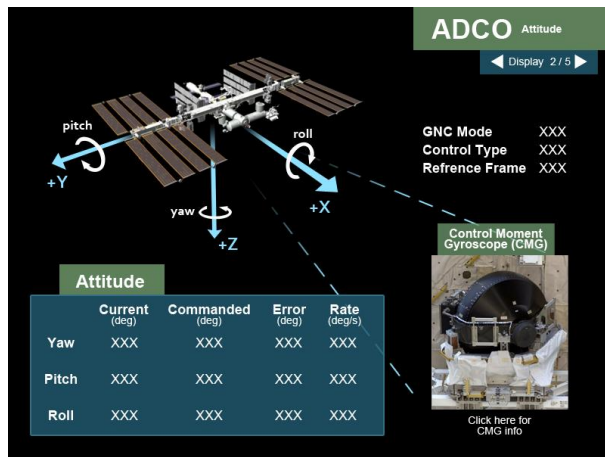 ADCO Attitude
Display 2 / 5
pitch
roll
+Y
yaw
+X
+Z
GNC Mode XXX
Control Type XXX
Refrence Frame XXX
Control Moment
Gyroscope (CMG)
Click here for
CMG info
Attitude
Current Commanded Error Rate
(deg) (deg) (deg) (deg/s)
Yaw XXX XXX XXX XXX
Pitch XXX XXX XXX XXX
Roll XXX XXX XXX XXX